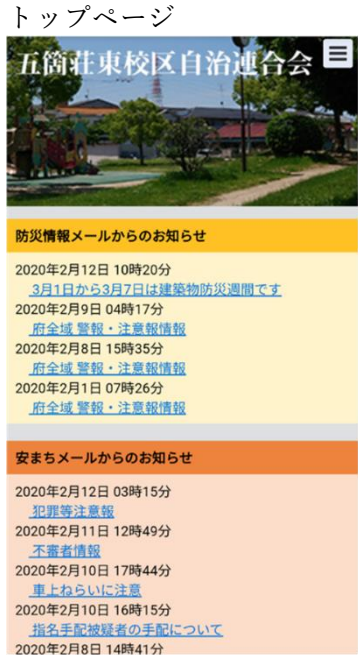 トップページ
五箇荘東校区自治連合会
防災情報メールからのお知らせ
2020年2月12日 10時20分
3月1日から3月7日は建築物防災週間です
2020年2月9日 04時17分
府全域 警報・注意報情報
2020年2月8日 15時35分
府全域 警報・注意報情報
2020年2月1日 07時26分
府全域 警報・注意報情報
安まちメールからのお知らせ
2020年2月12日 03時15分
犯罪等注意報
2020年2月11日 12時49分
不審者情報
2020年2月10日 17時44分
車上ねらいに注意
2020年2月10日 16時15分
指名手配被疑者の手配について
2020年2月8日 14時41分